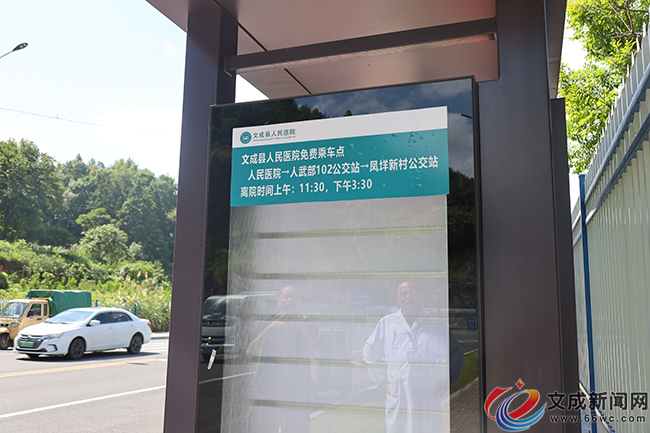 文成县人民医院
文成县人民医院免费乘车点
人民医院→人武部102公交站→凤垟新村公交站
离院时间上午：11:30，下午3:30
文成新闻网
www.66wc.com